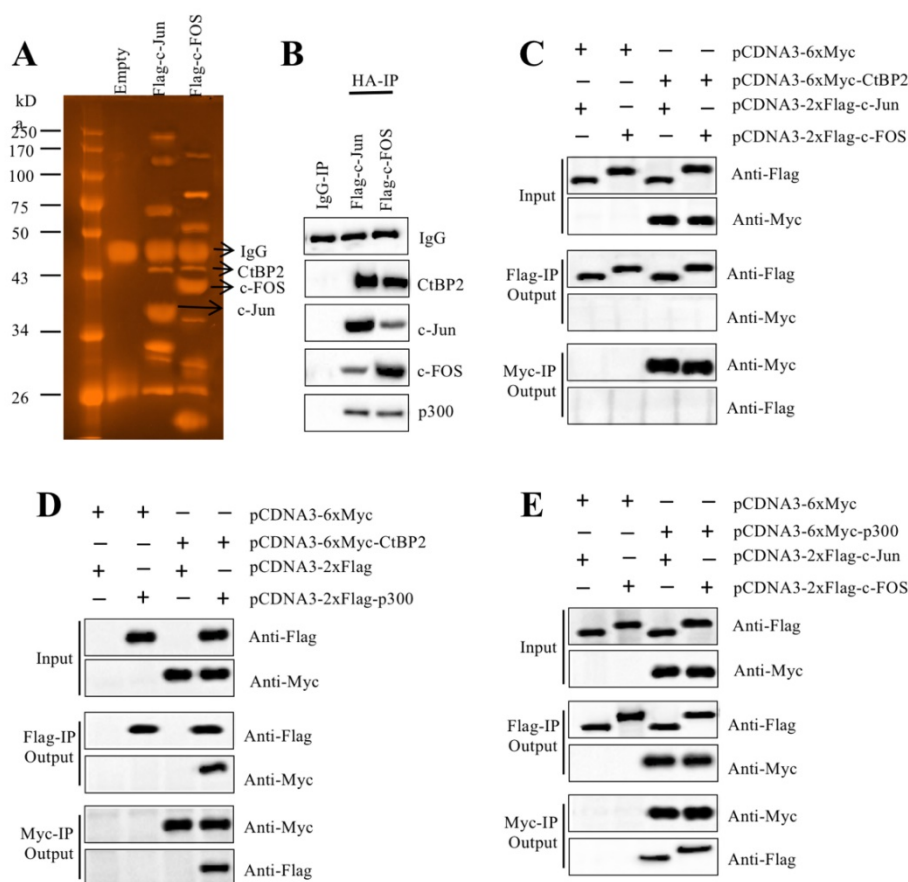 A
Empty
Flag-c-Jun
Flag-c-FOS
kD
a
250
170
100
75
50
43
34
26
IgG
CtBP2
c-FOS
c-Jun
B
HA-IP
IgG-IP
Flag-c-Jun
Flag-c-FOS
IgG
CtBP2
c-Jun
c-FOS
p300
C
+ + − − pCDNA3-6xMyc
− − + + pCDNA3-6xMyc-CtBP2
+ − + − pCDNA3-2xFlag-c-Jun
− + − + pCDNA3-2xFlag-c-FOS
Input
Anti-Flag
Anti-Myc
Flag-IP
Output
Anti-Flag
Anti-Myc
Myc-IP
Output
Anti-Myc
Anti-Flag
D
+ + − − pCDNA3-6xMyc
− − + + pCDNA3-6xMyc-CtBP2
+ − + − pCDNA3-2xFlag
− + − + pCDNA3-2xFlag-p300
Input
Anti-Flag
Anti-Myc
Flag-IP
Output
Anti-Flag
Anti-Myc
Myc-IP
Output
Anti-Myc
Anti-Flag
E
+ + − − pCDNA3-6xMyc
− − + + pCDNA3-6xMyc-p300
+ − + − pCDNA3-2xFlag-c-Jun
− + − + pCDNA3-2xFlag-c-FOS
Input
Anti-Flag
Anti-Myc
Flag-IP
Output
Anti-Flag
Anti-Myc
Myc-IP
Output
Anti-Myc
Anti-Flag